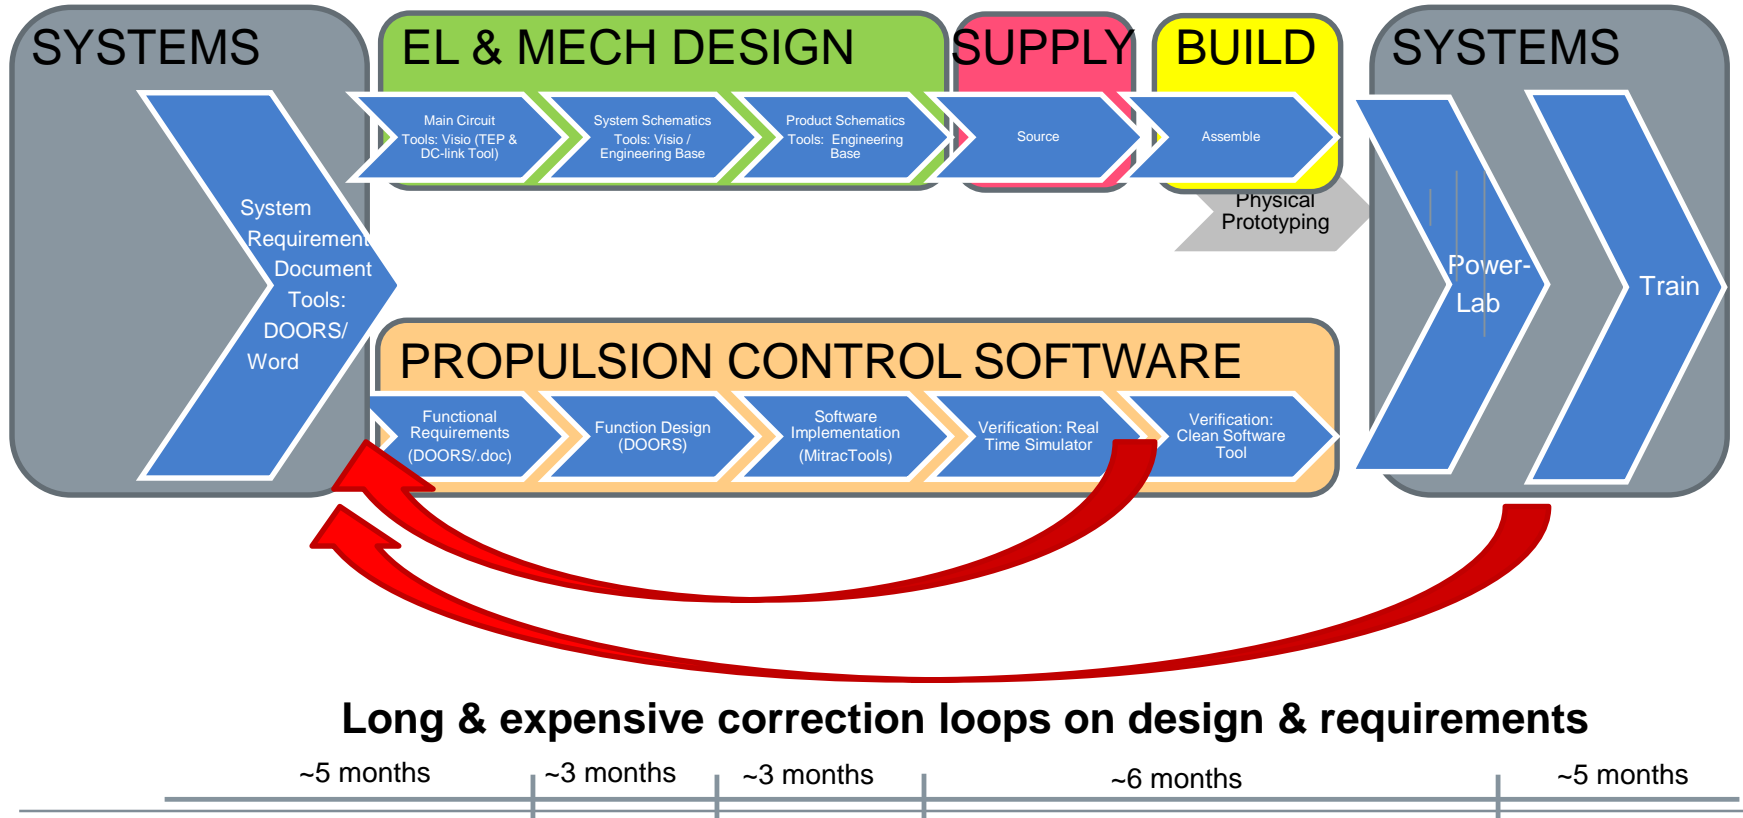 SYSTEMS
EL & MECH DESIGN
SUPPLY
BUILD
SYSTEMS
Main Circuit
Tools: Visio (TEP &
DC-link Tool)
System Schematics
Tools: Visio /
Engineering Base
Product Schematics
Tools: Engineering
Base
Source
Assemble
Physical
Prototyping
System
Requirement
Document
Tools:
DOORS/
Word
Power-
Lab
Train
PROPULSION CONTROL SOFTWARE
Functional
Requirements
(DOORS/.doc)
Function Design
(DOORS)
Software
Implementation
(MitracTools)
Verification: Real
Time Simulator
Verification:
Clean Software
Tool
Long & expensive correction loops on design & requirements
~5 months
~3 months
~3 months
~6 months
~5 months